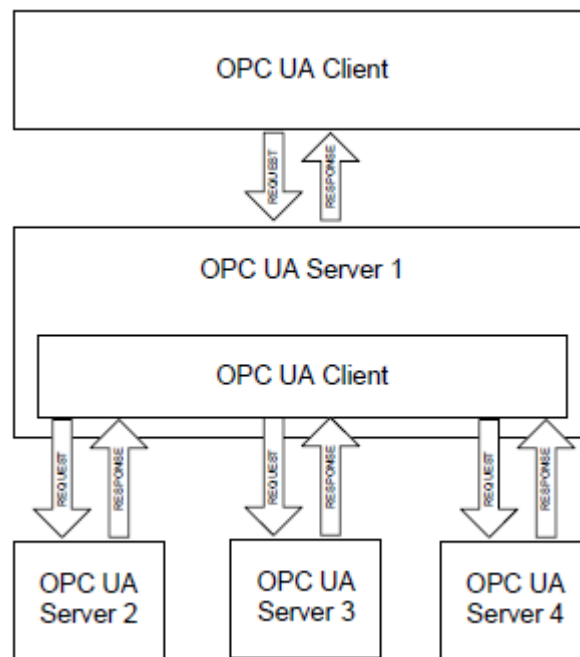 OPC UA Client
REQUEST
RESPONSE
OPC UA Server 1
OPC UA Client
REQUEST
RESPONSE
REQUEST
RESPONSE
REQUEST
RESPONSE
OPC UA
Server 2
OPC UA
Server 3
OPC UA
Server 4